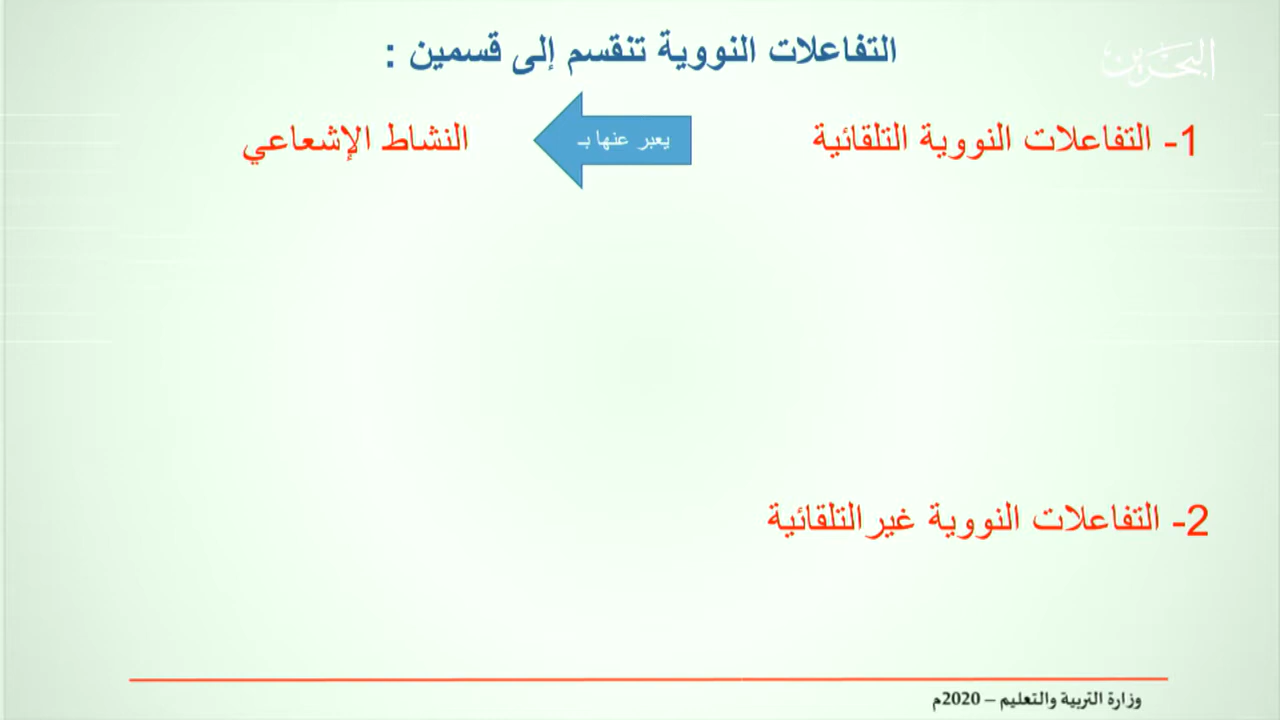 التفاعلات النووية تنقسم إلى قسمين :
البحرين
1- التفاعلات النووية التلقائية
يعبر عنها بـ
النشاط الإشعاعي
2- التفاعلات النووية غير التلقائية
وزارة التربية والتعليم – 2020م